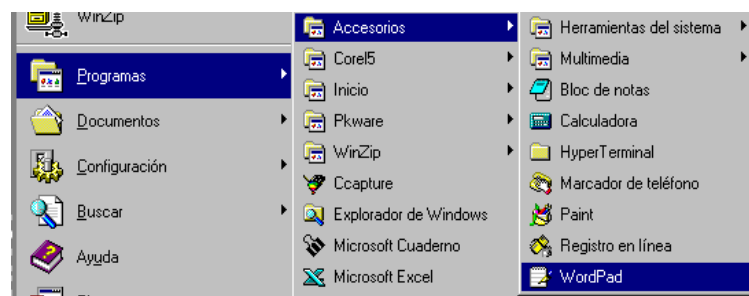 WinZip
Programas
Documentos
Configuración
Buscar
Ayuda
Accesorios
Corel5
Inicio
Pkware
WinZip
Ccapture
Explorador de Windows
Microsoft Cuaderno
Microsoft Excel
Herramientas del sistema
Multimedia
Bloc de notas
Calculadora
HyperTerminal
Marcador de teléfono
Paint
Registro en línea
WordPad